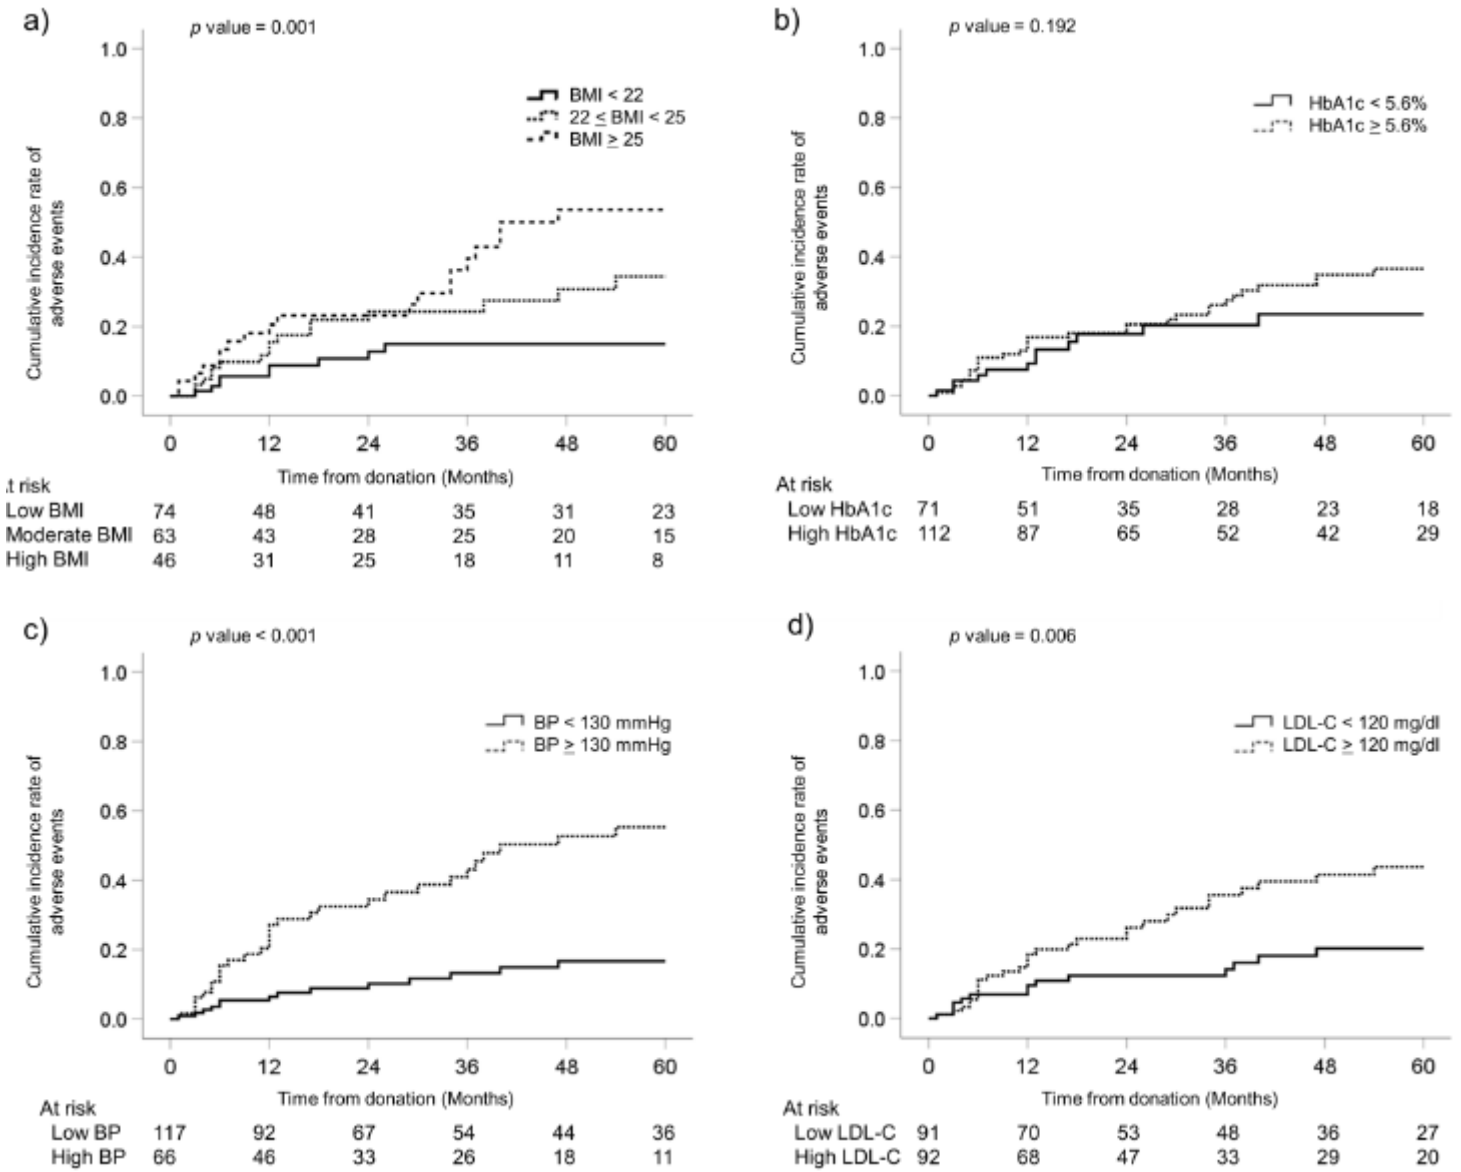 a)
p value = 0.001
BMI < 22
22 ≤ BMI < 25
BMI ≥ 25
Cumulative incidence rate of
adverse events
1.0
0.8
0.6
0.4
0.2
0.0
0 12 24 36 48 60
Time from donation (Months)
t risk
Low BMI 74 48 41 35 31 23
Moderate BMI 63 43 28 25 20 15
High BMI 46 31 25 18 11 8
b)
p value = 0.192
HbA1c < 5.6%
HbA1c ≥ 5.6%
Cumulative incidence rate of
adverse events
1.0
0.8
0.6
0.4
0.2
0.0
0 12 24 36 48 60
Time from donation (Months)
At risk
Low HbA1c 71 51 35 28 23 18
High HbA1c 112 87 65 52 42 29
c)
p value < 0.001
BP < 130 mmHg
BP ≥ 130 mmHg
Cumulative incidence rate of
adverse events
1.0
0.8
0.6
0.4
0.2
0.0
0 12 24 36 48 60
Time from donation (Months)
At risk
Low BP 117 92 67 54 44 36
High BP 66 46 33 26 18 11
d)
p value = 0.006
LDL-C < 120 mg/dl
LDL-C ≥ 120 mg/dl
Cumulative incidence rate of
adverse events
1.0
0.8
0.6
0.4
0.2
0.0
0 12 24 36 48 60
Time from donation (Months)
At risk
Low LDL-C 91 70 53 48 36 27
High LDL-C 92 68 47 33 29 20